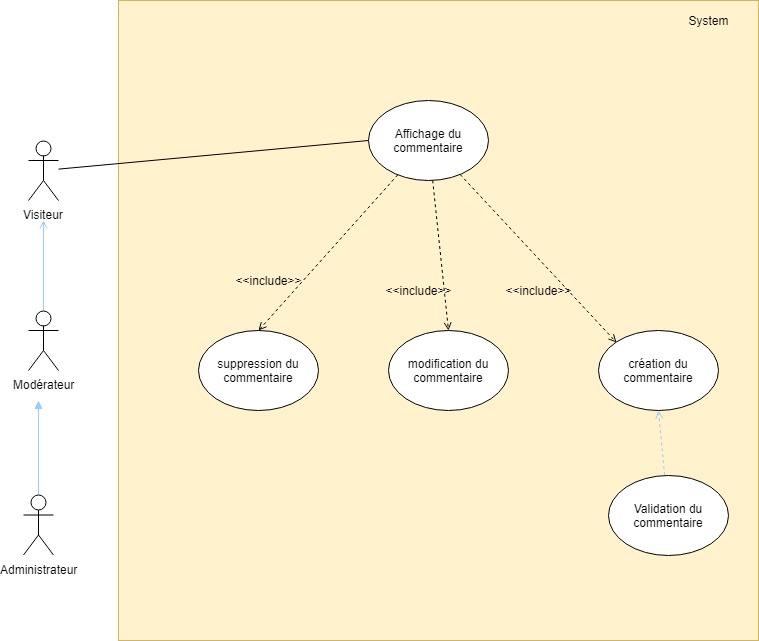 System
Affichage du
commentaire
Visiteur
<<include>>
<<include>>
<<include>>
suppression du
commentaire
modification du
commentaire
création du
commentaire
Modérateur
Validation du
commentaire
Administrateur